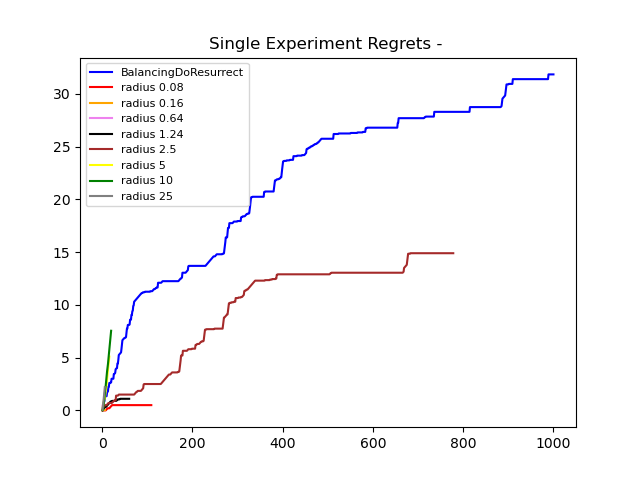 Single Experiment Regrets -
BalancingDoResurrect
radius 0.08
radius 0.16
radius 0.64
radius 1.24
radius 2.5
radius 5
radius 10
radius 25
30
25
20
15
10
5
0
0 200 400 600 800 1000